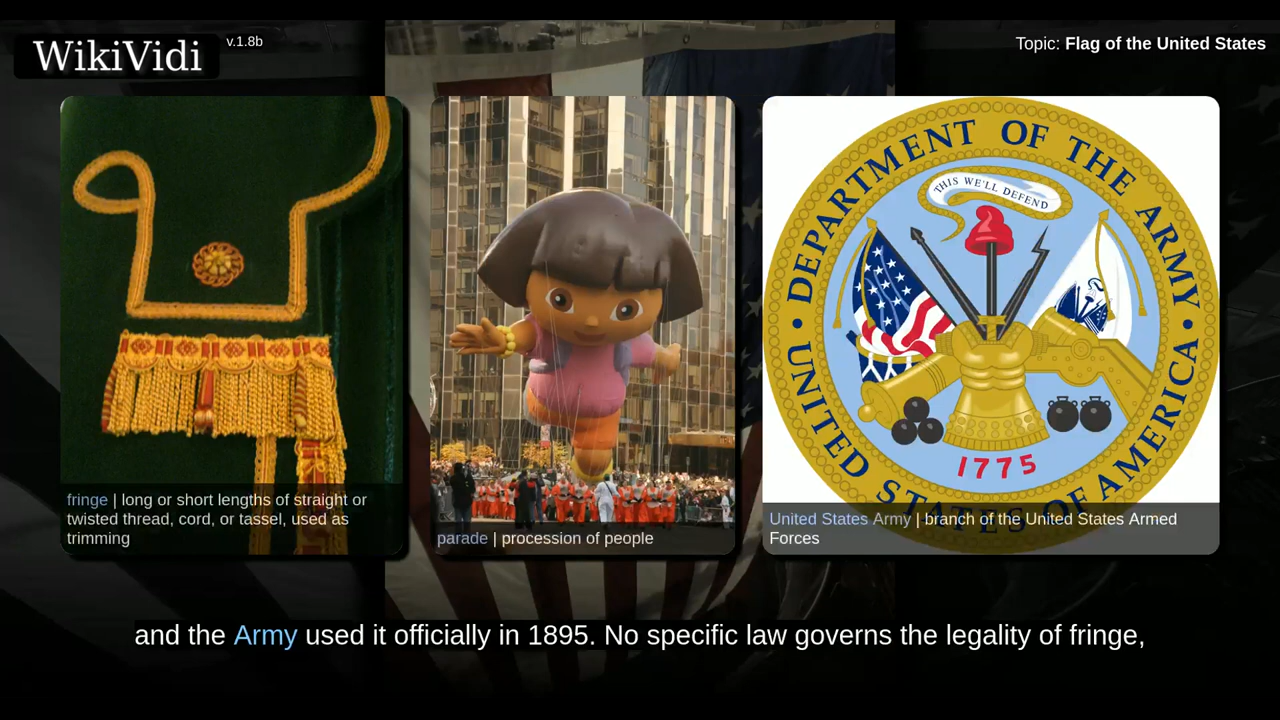 WikiVidi
v.1.8b
Topic: Flag of the United States
DEPARTMENT OF THE ARMY
THIS WE'LL DEFEND
1775
UNITED STATES OF AMERICA
fringe | long or short lengths of straight or
twisted thread, cord, or tassel, used as
trimming
parade | procession of people
United States Army | branch of the United States Armed
Forces
and the Army used it officially in 1895. No specific law governs the legality of fringe,